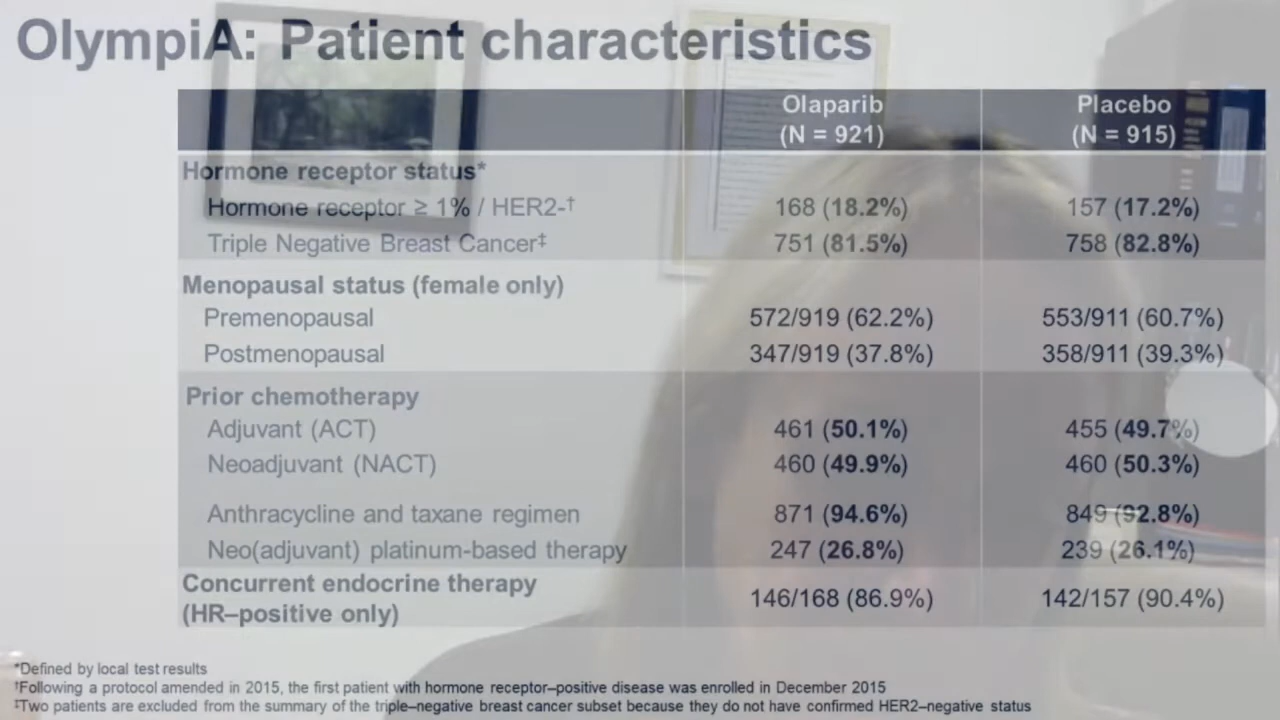 OlympiA: Patient characteristics
Olaparib Placebo
(N = 921) (N = 915)
Hormone receptor status*
Hormone receptor ≥ 1% / HER2-† 168 (18.2%) 157 (17.2%)
Triple Negative Breast Cancer‡ 751 (81.5%) 758 (82.8%)
Menopausal status (female only)
Premenopausal 572/919 (62.2%) 553/911 (60.7%)
Postmenopausal 347/919 (37.8%) 358/911 (39.3%)
Prior chemotherapy
Adjuvant (ACT) 461 (50.1%) 455 (49.7%)
Neoadjuvant (NACT) 460 (49.9%) 460 (50.3%)
Anthracycline and taxane regimen 871 (94.6%) 849 (92.8%)
Neo(adjuvant) platinum-based therapy 247 (26.8%) 239 (26.1%)
Concurrent endocrine therapy
(HR–positive only) 146/168 (86.9%) 142/157 (90.4%)
*Defined by local test results
†Following a protocol amended in 2015, the first patient with hormone receptor–positive disease was enrolled in December 2015
‡Two patients are excluded from the summary of the triple–negative breast cancer subset because they do not have confirmed HER2–negative status